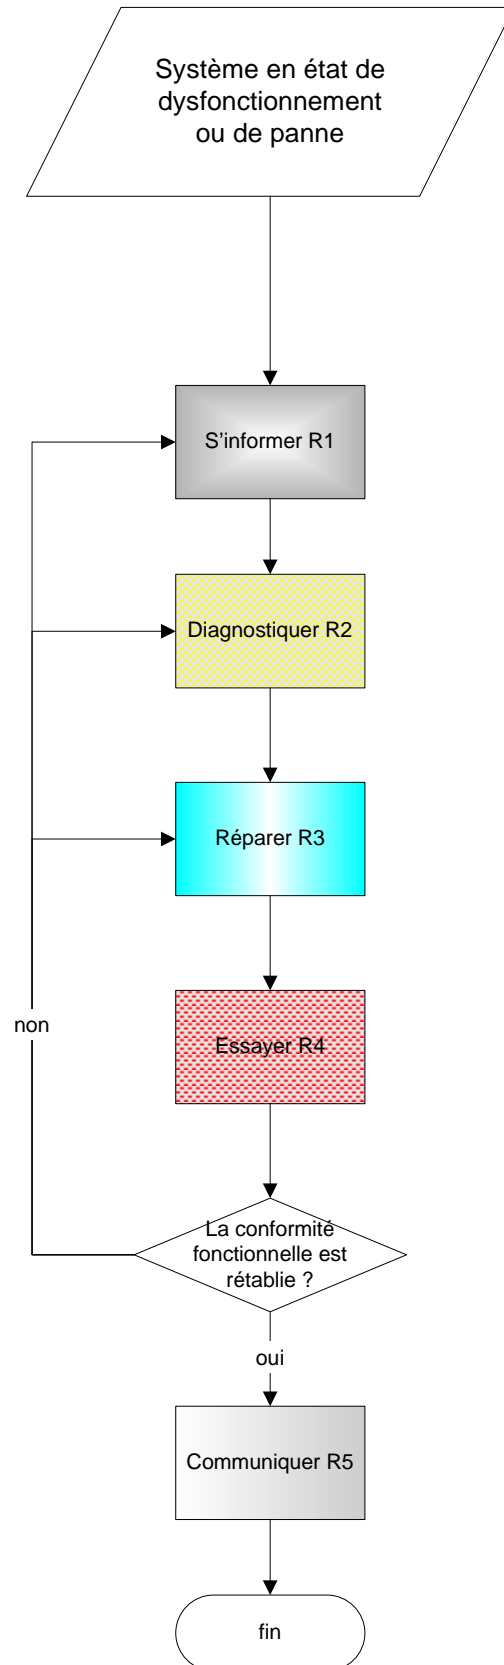 Système en état de
dysfonctionnement
ou de panne
S'informer R1
Diagnostiquer R2
Réparer R3
non
Essayer R4
La conformité
fonctionnelle est
rétablie ?
oui
Communiquer R5
fin